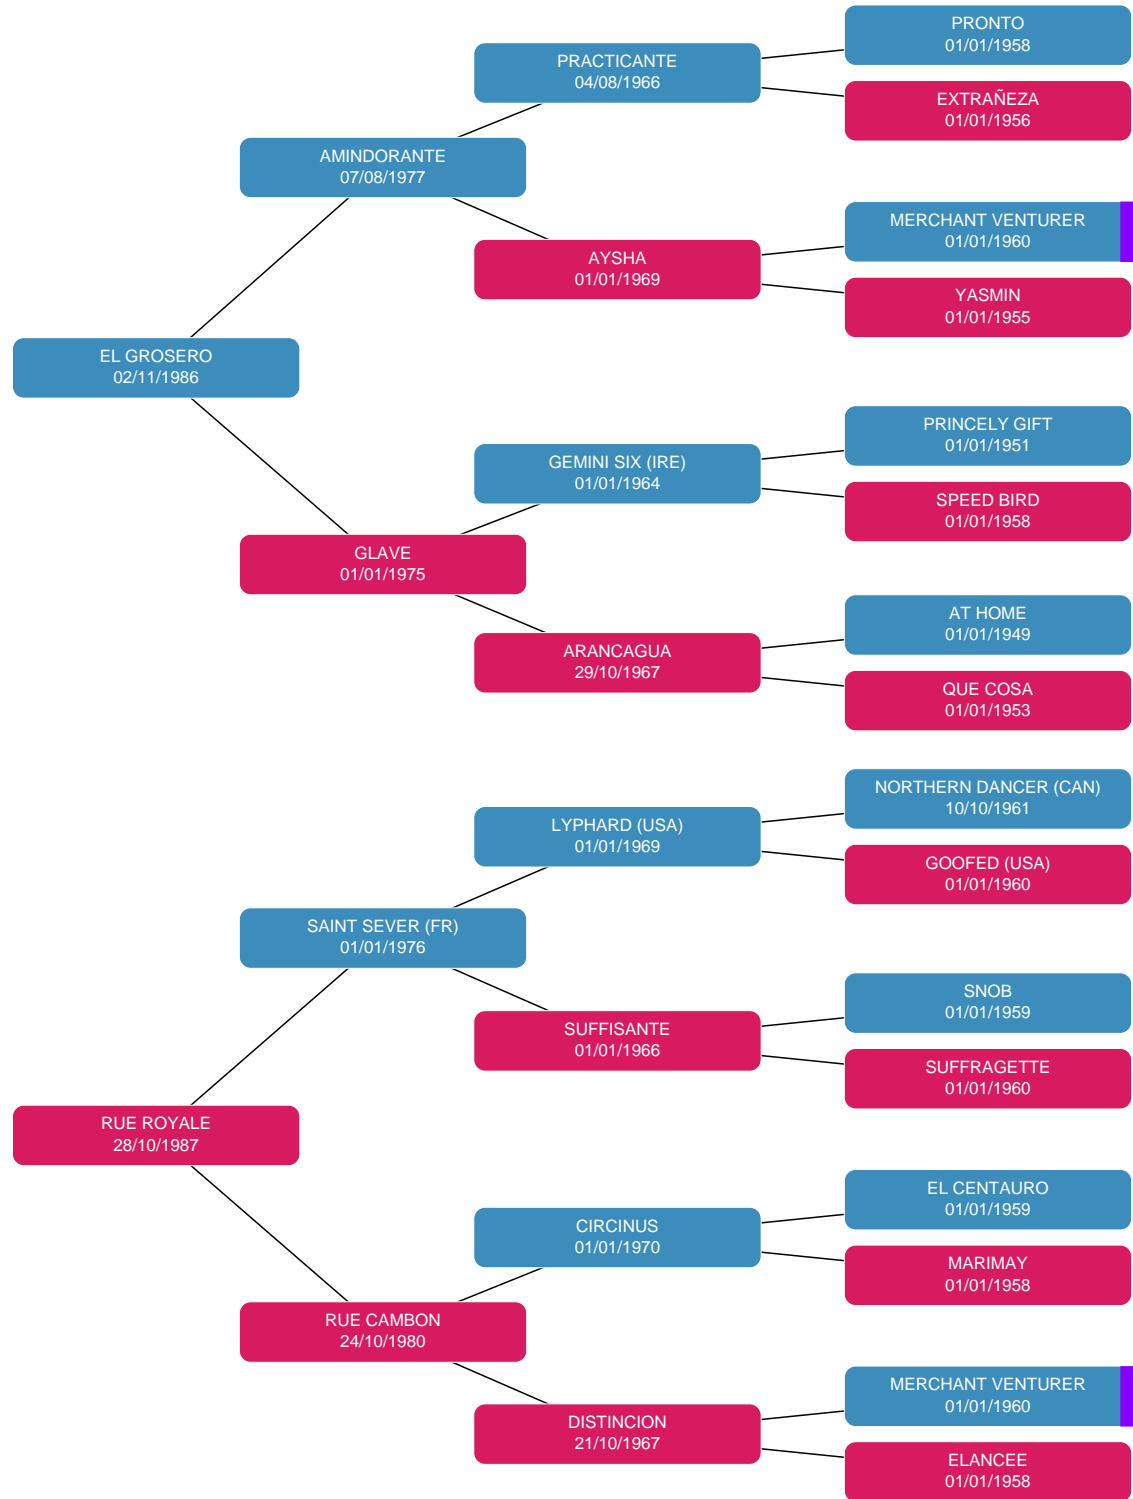 PRONTO
01/01/1958
PRACTICANTE
04/08/1966
EXTRAÑEZA
01/01/1956
AMINDORANTE
07/08/1977
MERCHANT VENTURER
01/01/1960
AYSHA
01/01/1969
YASMIN
01/01/1955
EL GROSERO
02/11/1986
PRINCELY GIFT
01/01/1951
GEMINI SIX (IRE)
01/01/1964
SPEED BIRD
01/01/1958
GLAVE
01/01/1975
AT HOME
01/01/1949
ARANCAGUA
29/10/1967
QUE COSA
01/01/1953
NORTHERN DANCER (CAN)
10/10/1961
LYPHARD (USA)
01/01/1969
GOOFED (USA)
01/01/1960
SAINT SEVER (FR)
01/01/1976
SNOB
01/01/1959
SUFFISANTE
01/01/1966
SUFFRAGETTE
01/01/1960
RUE ROYALE
28/10/1987
EL CENTAURO
01/01/1959
CIRCINUS
01/01/1970
MARIMAY
01/01/1958
RUE CAMBON
24/10/1980
MERCHANT VENTURER
01/01/1960
DISTINCION
21/10/1967
ELANCEE
01/01/1958